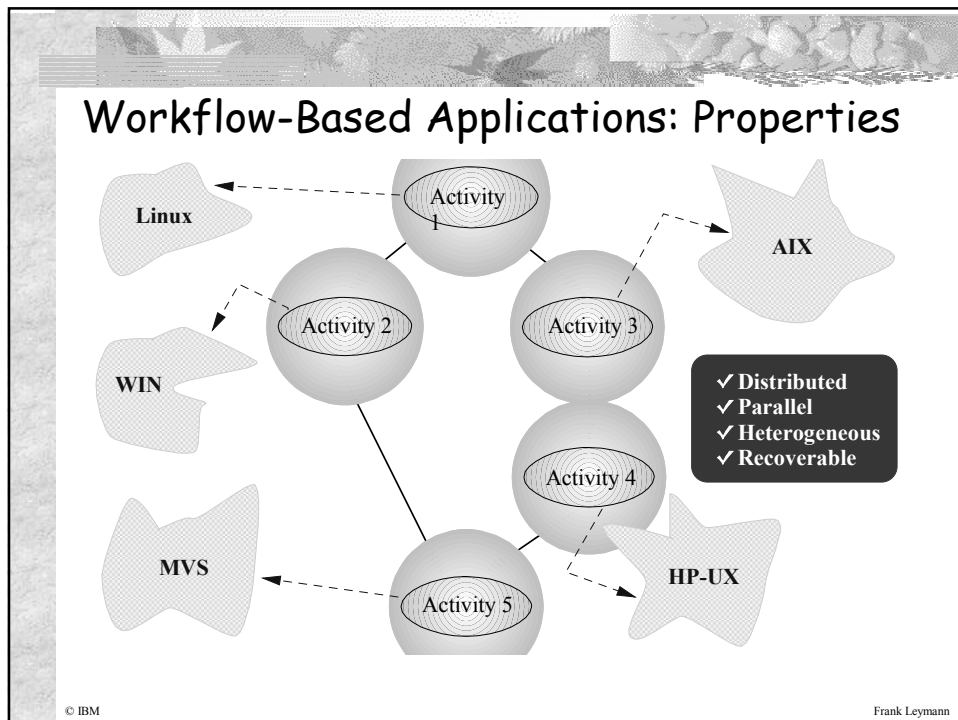 Workflow-Based Applications: Properties
Activity
1
Linux
AIX
Activity 2
Activity 3
WIN
✓ Distributed
✓ Parallel
✓ Heterogeneous
✓ Recoverable
Activity 4
MVS
HP-UX
Activity 5
© IBM
Frank Leymann